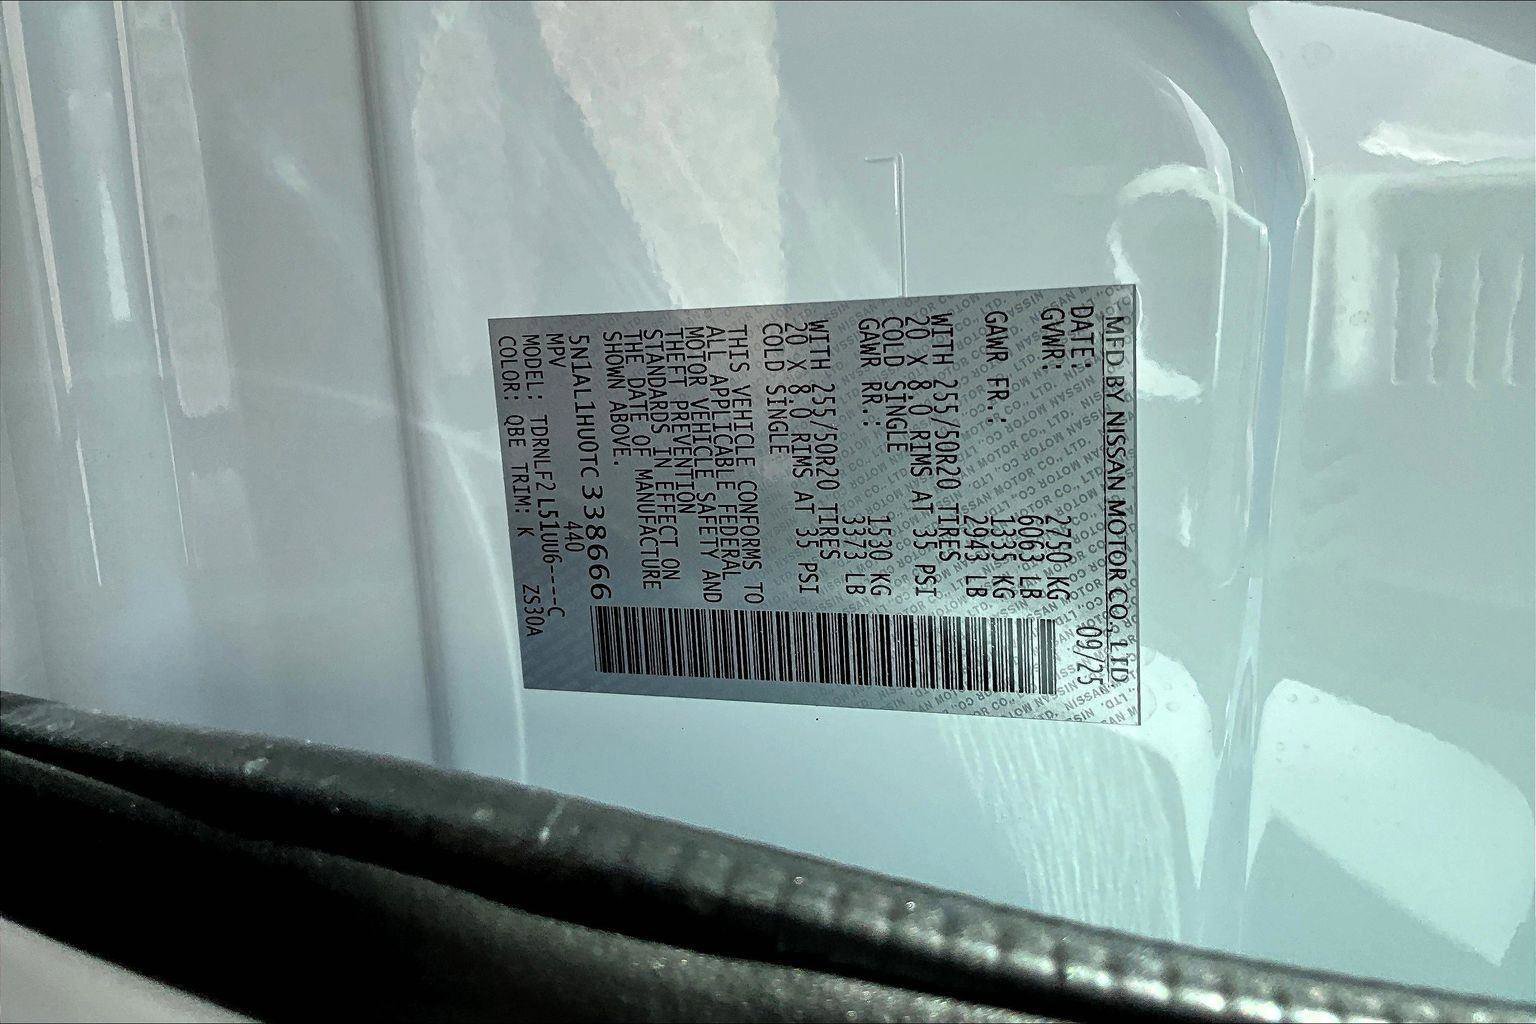 MFD BY NISSAN MOTOR CO., LTD.
DATE: 09/25
GVWR: 2750 KG
6063 LB
GAWR FR.: 1335 KG
2943 LB
WITH 255/50R20 TIRES
20 X 8.0 RIMS AT 35 PSI
COLD SINGLE
GAWR RR.: 1530 KG
3373 LB
WITH 255/50R20 TIRES
20 X 8.0 RIMS AT 35 PSI
COLD SINGLE
THIS VEHICLE CONFORMS TO
ALL APPLICABLE FEDERAL
MOTOR VEHICLE SAFETY AND
THEFT PREVENTION
STANDARDS IN EFFECT ON
THE DATE OF MANUFACTURE
SHOWN ABOVE.
5N1AL1HU0TC338666
MPV 440
MODEL: TDRNLF2 L51UU6----C
COLOR: QBE TRIM: K ZS30A